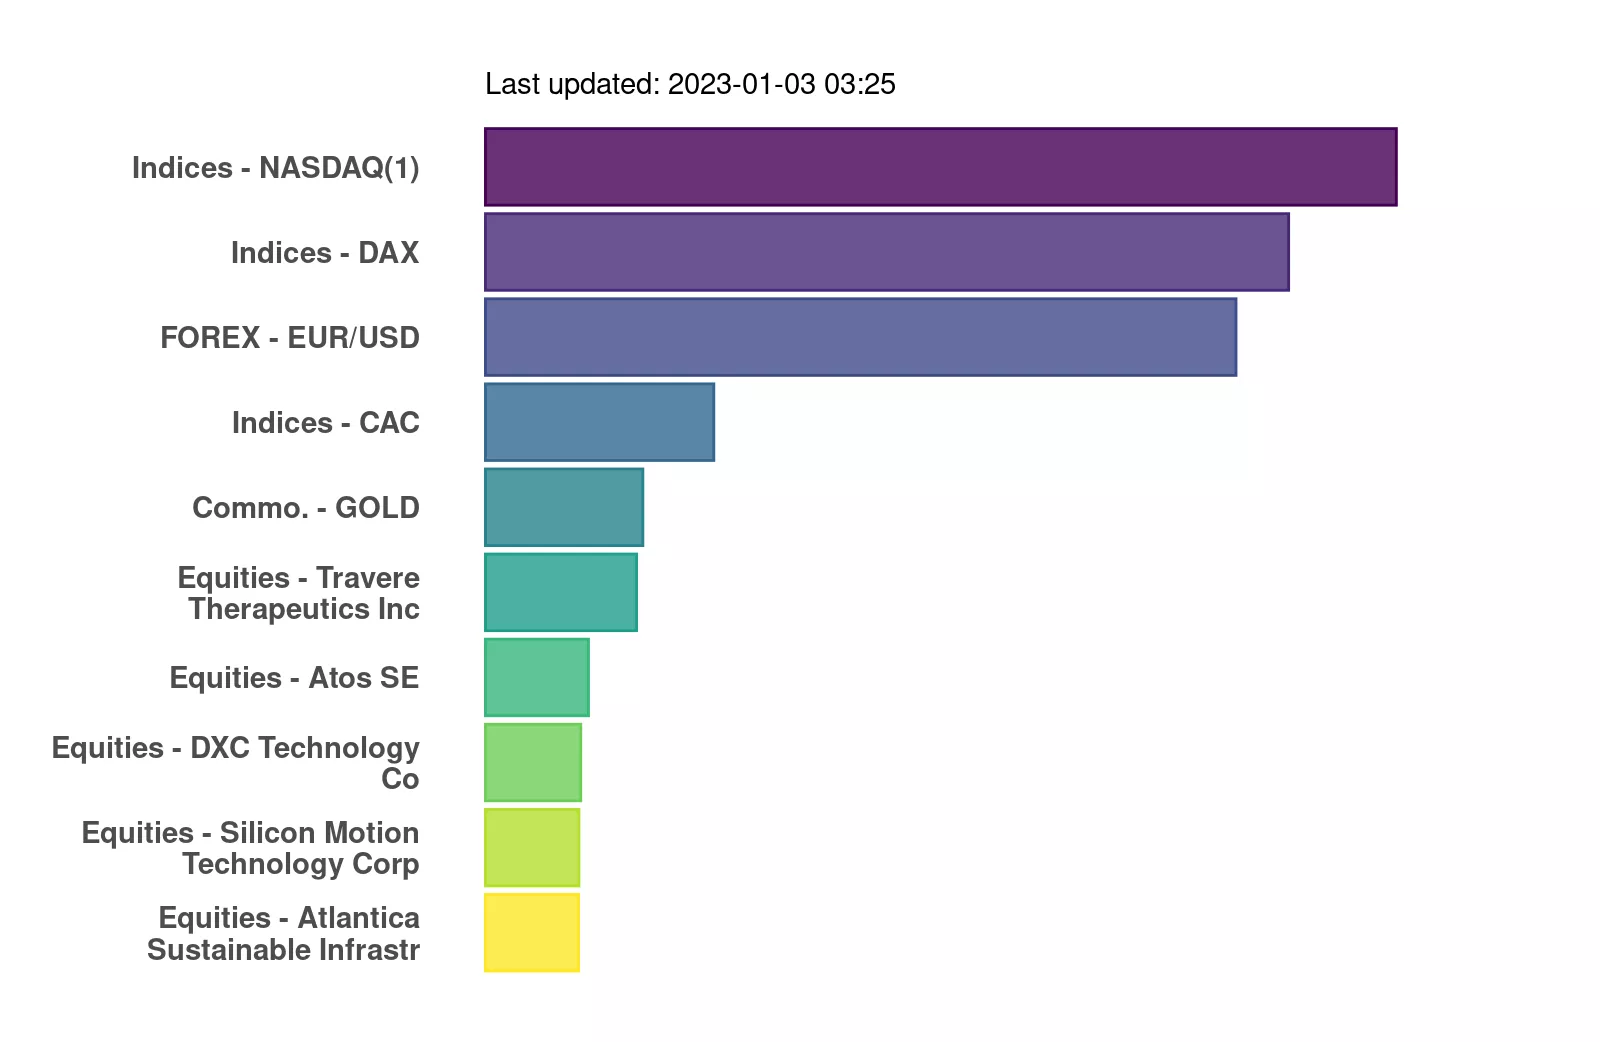 Last updated: 2023-01-03 03:25
Indices - NASDAQ(1)
Indices - DAX
FOREX - EUR/USD
Indices - CAC
Commo. - GOLD
Equities - Travere
Therapeutics Inc
Equities - Atos SE
Equities - DXC Technology
Co
Equities - Silicon Motion
Technology Corp
Equities - Atlantica
Sustainable Infrastr